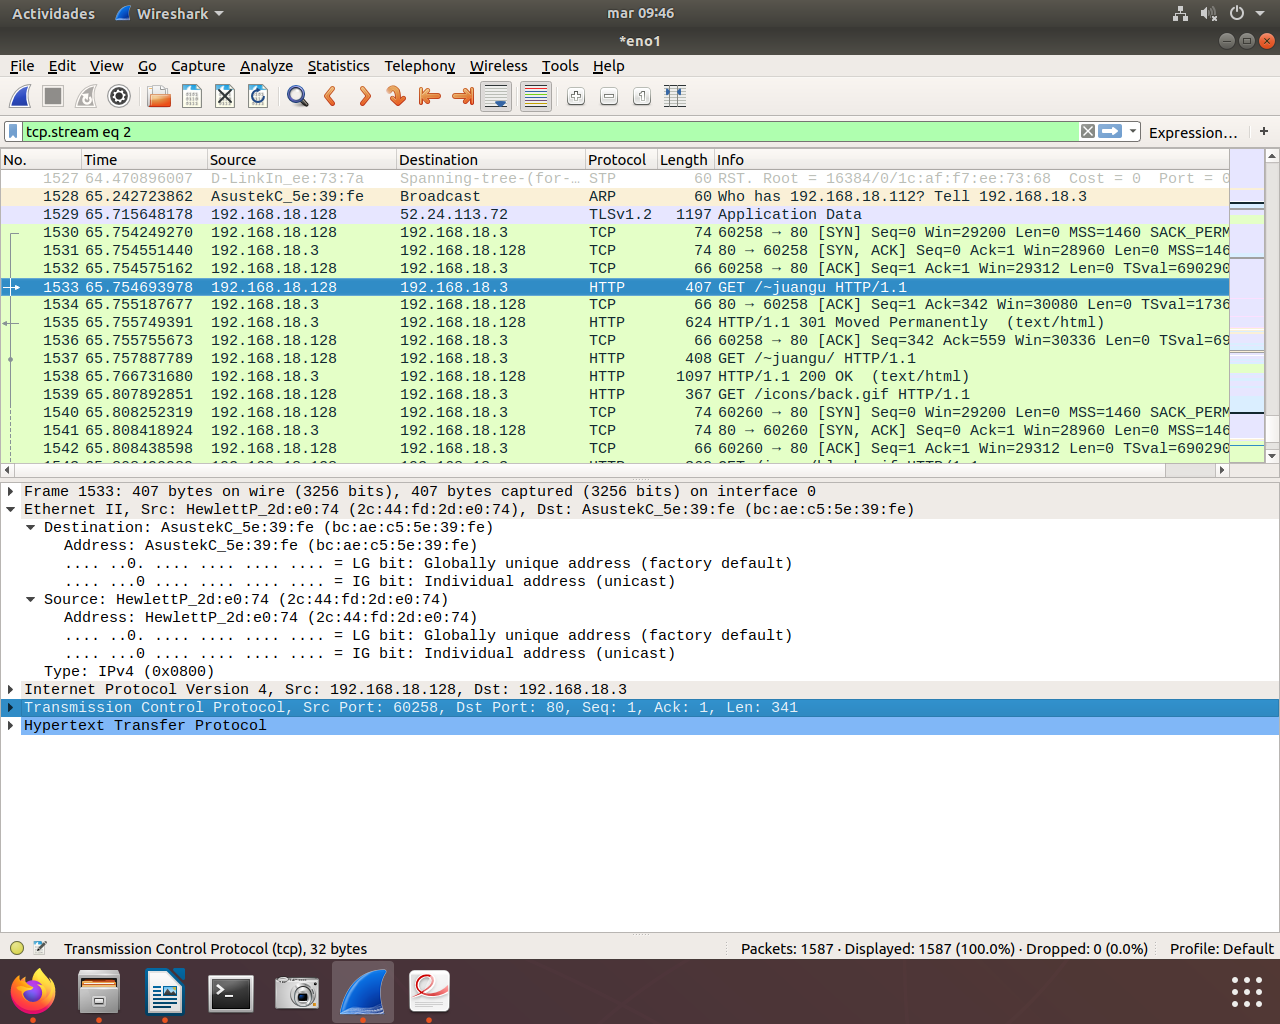 Actividades Wireshark mar 09:46
*eno1
File Edit View Go Capture Analyze Statistics Telephony Wireless Tools Help
tcp.stream eq 2 Expression… +
No. Time Source Destination Protocol Length Info
1527 64.470896007 D-LinkIn_ee:73:7a Spanning-tree-(for-… STP 60 RST. Root = 16384/0/1c:af:f7:ee:73:68 Cost = 0 Port = 0
1528 65.242723862 AsustekC_5e:39:fe Broadcast ARP 60 Who has 192.168.18.112? Tell 192.168.18.3
1529 65.715648178 192.168.18.128 52.24.113.72 TLSv1.2 1197 Application Data
1530 65.754249270 192.168.18.128 192.168.18.3 TCP 74 60258 → 80 [SYN] Seq=0 Win=29200 Len=0 MSS=1460 SACK_PERM
1531 65.754551440 192.168.18.3 192.168.18.128 TCP 74 80 → 60258 [SYN, ACK] Seq=0 Ack=1 Win=28960 Len=0 MSS=146
1532 65.754575162 192.168.18.128 192.168.18.3 TCP 66 60258 → 80 [ACK] Seq=1 Ack=1 Win=29312 Len=0 TSval=690290
1533 65.754693978 192.168.18.128 192.168.18.3 HTTP 407 GET /~juangu HTTP/1.1
1534 65.755187677 192.168.18.3 192.168.18.128 TCP 66 80 → 60258 [ACK] Seq=1 Ack=342 Win=30080 Len=0 TSval=1736
1535 65.755749391 192.168.18.3 192.168.18.128 HTTP 624 HTTP/1.1 301 Moved Permanently (text/html)
1536 65.755755673 192.168.18.128 192.168.18.3 TCP 66 60258 → 80 [ACK] Seq=342 Ack=559 Win=30336 Len=0 TSval=69
1537 65.757887789 192.168.18.128 192.168.18.3 HTTP 408 GET /~juangu/ HTTP/1.1
1538 65.766731680 192.168.18.3 192.168.18.128 HTTP 1097 HTTP/1.1 200 OK (text/html)
1539 65.807892851 192.168.18.128 192.168.18.3 HTTP 367 GET /icons/back.gif HTTP/1.1
1540 65.808252319 192.168.18.128 192.168.18.3 TCP 74 60260 → 80 [SYN] Seq=0 Win=29200 Len=0 MSS=1460 SACK_PERM
1541 65.808418924 192.168.18.3 192.168.18.128 TCP 74 80 → 60260 [SYN, ACK] Seq=0 Ack=1 Win=28960 Len=0 MSS=146
1542 65.808438598 192.168.18.128 192.168.18.3 TCP 66 60260 → 80 [ACK] Seq=1 Ack=1 Win=29312 Len=0 TSval=690290
Frame 1533: 407 bytes on wire (3256 bits), 407 bytes captured (3256 bits) on interface 0
Ethernet II, Src: HewlettP_2d:e0:74 (2c:44:fd:2d:e0:74), Dst: AsustekC_5e:39:fe (bc:ae:c5:5e:39:fe)
Destination: AsustekC_5e:39:fe (bc:ae:c5:5e:39:fe)
Address: AsustekC_5e:39:fe (bc:ae:c5:5e:39:fe)
.... ..0. .... .... .... .... = LG bit: Globally unique address (factory default)
.... ...0 .... .... .... .... = IG bit: Individual address (unicast)
Source: HewlettP_2d:e0:74 (2c:44:fd:2d:e0:74)
Address: HewlettP_2d:e0:74 (2c:44:fd:2d:e0:74)
.... ..0. .... .... .... .... = LG bit: Globally unique address (factory default)
.... ...0 .... .... .... .... = IG bit: Individual address (unicast)
Type: IPv4 (0x0800)
Internet Protocol Version 4, Src: 192.168.18.128, Dst: 192.168.18.3
Transmission Control Protocol, Src Port: 60258, Dst Port: 80, Seq: 1, Ack: 1, Len: 341
Hypertext Transfer Protocol
Transmission Control Protocol (tcp), 32 bytes Packets: 1587 · Displayed: 1587 (100.0%) · Dropped: 0 (0.0%) Profile: Default